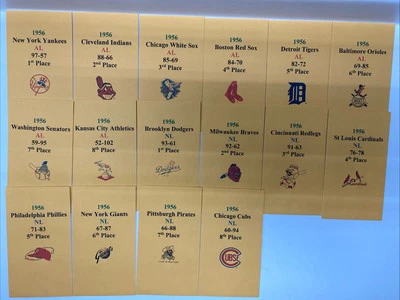 1956
New York Yankees
AL
97-57
1st Place
1956
Cleveland Indians
AL
88-66
2nd Place
1956
Chicago White Sox
AL
85-69
3rd Place
1956
Boston Red Sox
AL
84-70
4th Place
1956
Detroit Tigers
AL
82-72
5th Place
1956
Baltimore Orioles
AL
69-85
6th Place
1956
Washington Senators
AL
59-95
7th Place
1956
Kansas City Athletics
AL
52-102
8th Place
1956
Brooklyn Dodgers
NL
93-61
1st Place
Dodgers
1956
Milwaukee Braves
NL
92-62
2nd Place
1956
Cincinnati Redlegs
NL
91-63
3rd Place
1956
St Louis Cardinals
NL
76-78
4th Place
Cardinals
1956
Philadelphia Phillies
NL
71-83
5th Place
1956
New York Giants
NL
67-87
6th Place
1956
Pittsburgh Pirates
NL
66-88
7th Place
1956
Chicago Cubs
NL
60-94
8th Place
CUBS